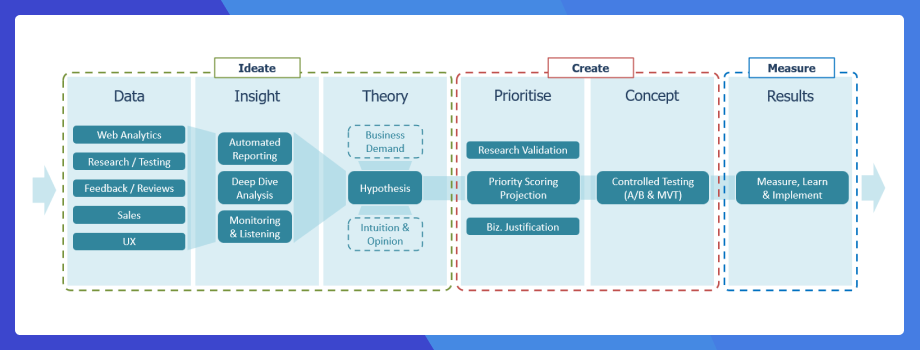 Ideate
Create
Measure
Data
Insight
Theory
Prioritise
Concept
Results
Web Analytics
Research / Testing
Feedback / Reviews
Sales
UX
Automated
Reporting
Deep Dive
Analysis
Monitoring
& Listening
Business
Demand
Hypothesis
Intuition &
Opinion
Research Validation
Priority Scoring
Projection
Biz. Justification
Controlled Testing
(A/B & MVT)
Measure, Learn
& Implement